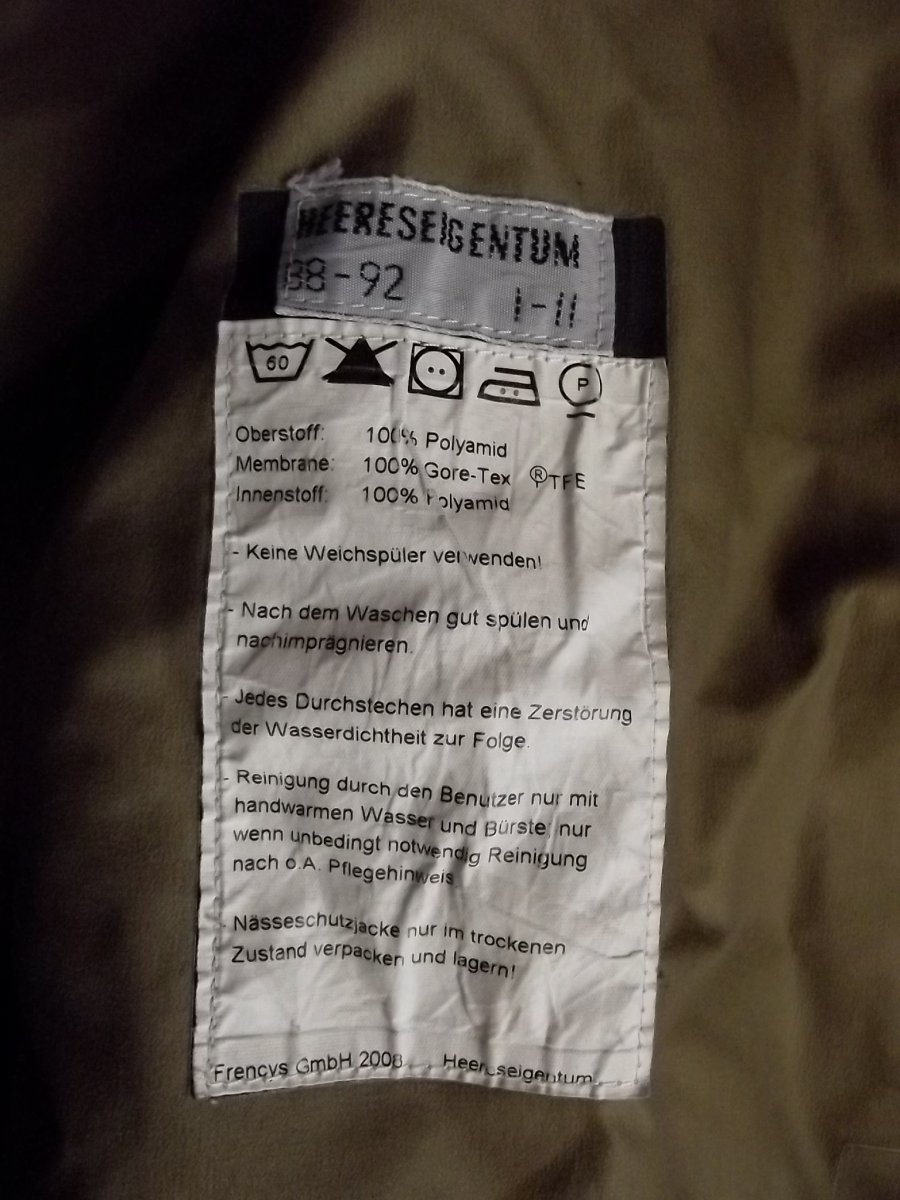 HEERESEIGENTUM
88-92 I-II
60 P
Oberstoff: 100% Polyamid
Membrane: 100% Gore-Tex ®PTFE
Innenstoff: 100% Polyamid
- Keine Weichspüler verwenden!
- Nach dem Waschen gut spülen und
nachimprägnieren.
- Jedes Durchstechen hat eine Zerstörung
der Wasserdichtheit zur Folge.
- Reinigung durch den Benutzer nur mit
handwarmen Wasser und Bürste, nur
wenn unbedingt notwendig Reinigung
nach o.A. Pflegehinweis.
- Nässeschutzjacke nur im trockenen
Zustand verpacken und lagern!
Frencys GmbH 2008 Heereseigentum